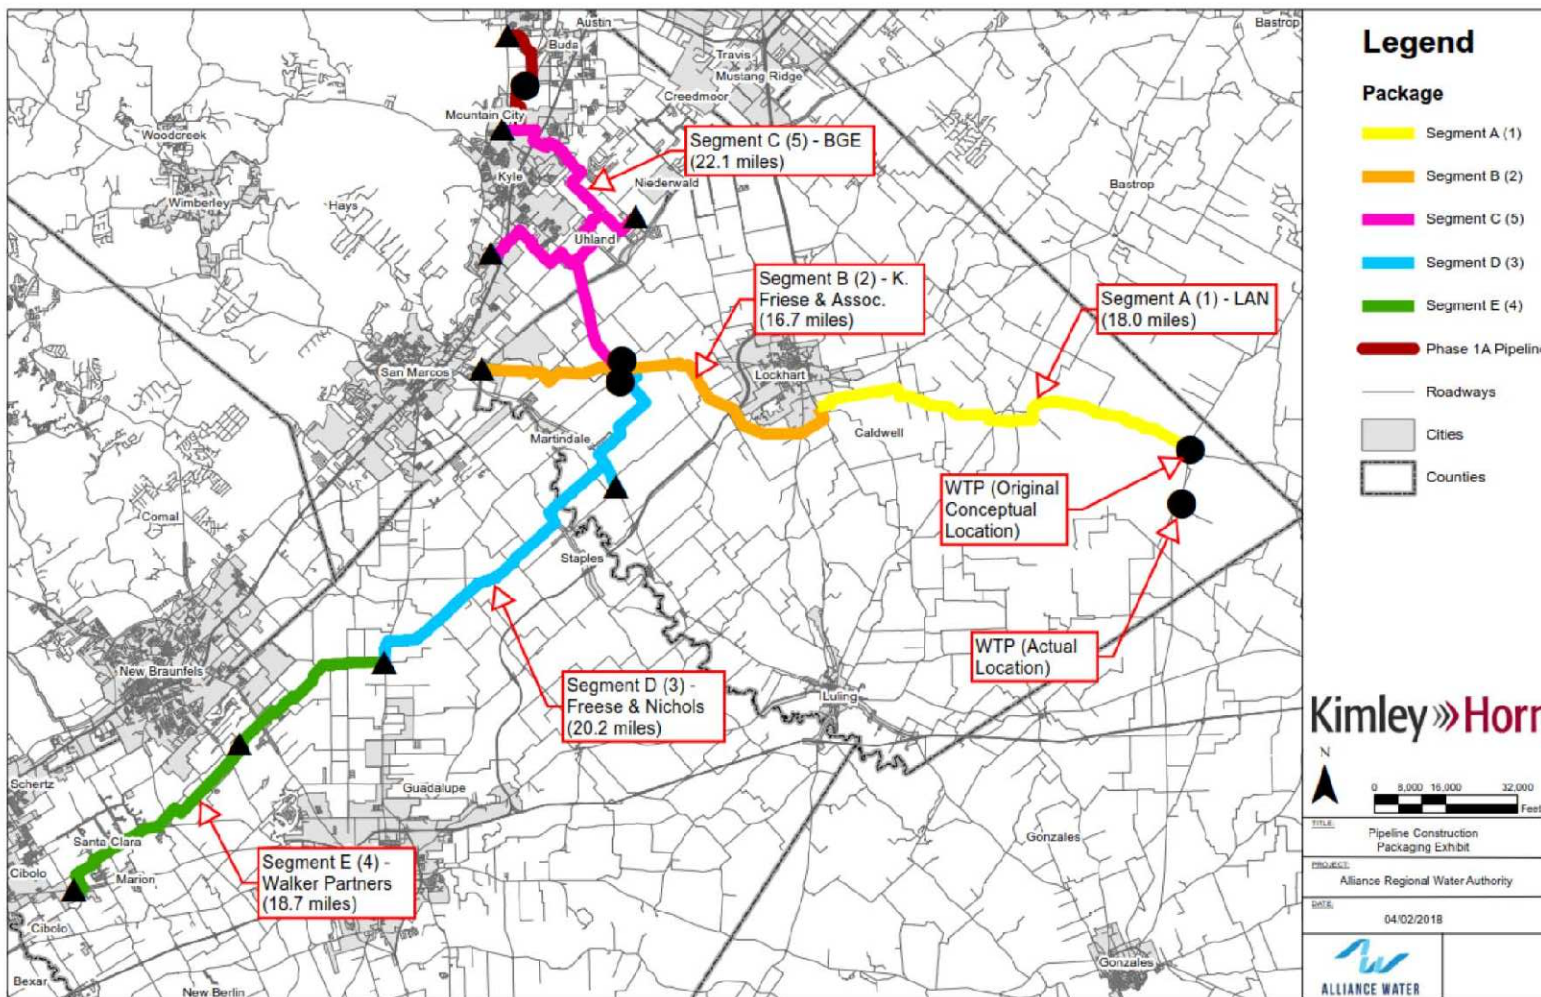 Austin
Buda
Bastrop
Travis
Mustang Ridge
Creedmoor
Mountain City
Woodcreek
Segment C (5) - BGE
(22.1 miles)
Kyle
Niederwald
Bastrop
Wimberley
Hays
Uhland
Segment B (2) - K.
Friese & Assoc.
(16.7 miles)
Segment A (1) - LAN
(18.0 miles)
San Marcos
Lockhart
Martindale
Caldwell
WTP (Original
Conceptual
Location)
Comal
Staples
WTP (Actual
Location)
New Braunfels
Segment D (3) -
Freese & Nichols
(20.2 miles)
Luling
Schertz
Guadalupe
Santa Clara
Gonzales
Segment E (4) -
Walker Partners
(18.7 miles)
Cibolo
Marion
Cibolo
Gonzales
Bexar
New Berlin
Legend
Package
Segment A (1)
Segment B (2)
Segment C (5)
Segment D (3)
Segment E (4)
Phase 1A Pipeline
Roadways
Cities
Counties
Kimley»Horn
N
0 8,000 16,000 32,000
Feet
TITLE:
Pipeline Construction
Packaging Exhibit
PROJECT:
Alliance Regional Water Authority
DATE:
04/02/2018
ALLIANCE WATER